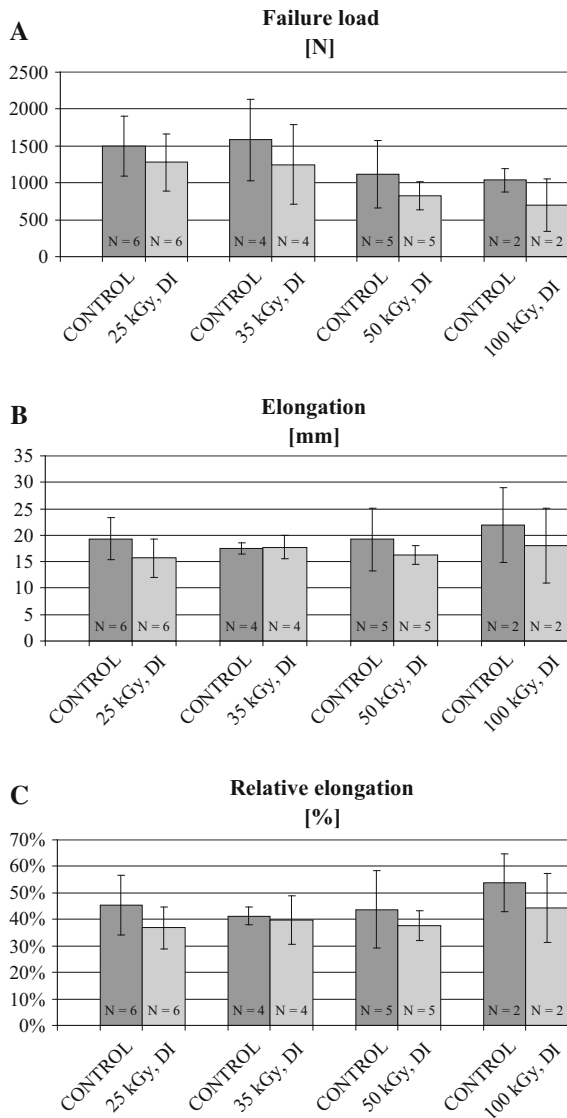 A
Failure load
[N]
2500
2000
1500
1000
500
0
N = 6 N = 6 N = 4 N = 4 N = 5 N = 5 N = 2 N = 2
CONTROL 25 kGy, DI CONTROL 35 kGy, DI CONTROL 50 kGy, DI CONTROL 100 kGy, DI
B
Elongation
[mm]
35
30
25
20
15
10
5
0
N = 6 N = 6 N = 4 N = 4 N = 5 N = 5 N = 2 N = 2
CONTROL 25 kGy, DI CONTROL 35 kGy, DI CONTROL 50 kGy, DI CONTROL 100 kGy, DI
C
Relative elongation
[%]
70%
60%
50%
40%
30%
20%
10%
0%
N = 6 N = 6 N = 4 N = 4 N = 5 N = 5 N = 2 N = 2
CONTROL 25 kGy, DI CONTROL 35 kGy, DI CONTROL 50 kGy, DI CONTROL 100 kGy, DI